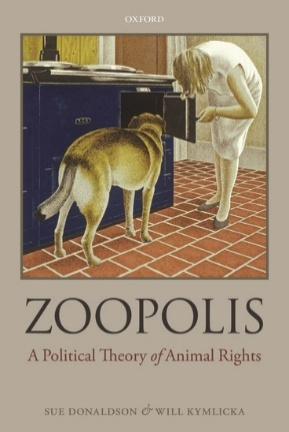 OXFORD
ZOOPOLIS
A Political Theory of Animal Rights
SUE DONALDSON & WILL KYMLICKA